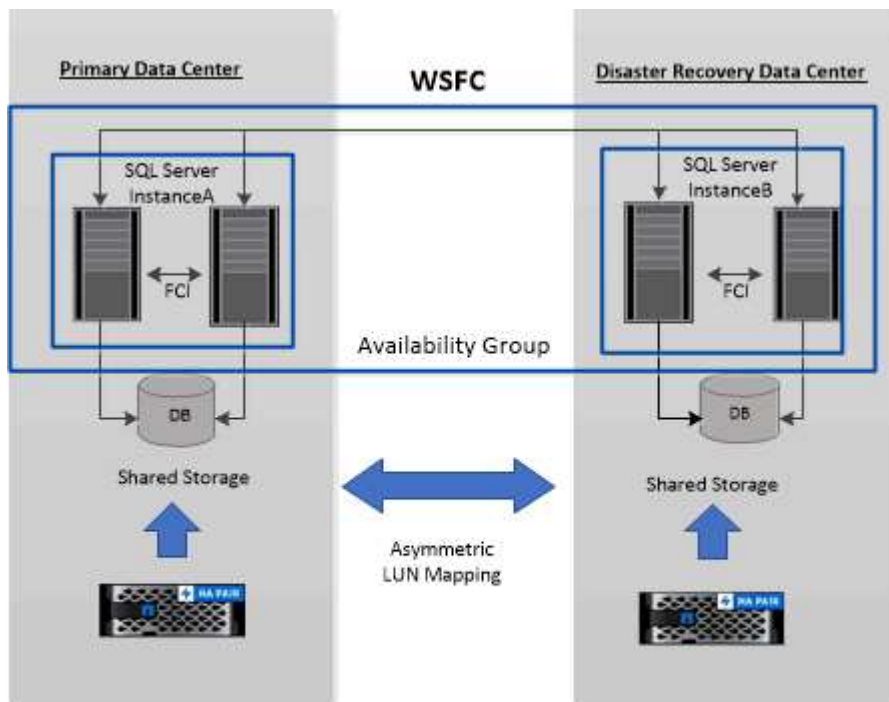 Primary Data Center
WSFC
Disaster Recovery Data Center
SQL Server
InstanceA
SQL Server
InstanceB
FCI
FCI
Availability Group
DB
DB
Shared Storage
Shared Storage
Asymmetric
LUN Mapping
HA PAIR
HA PAIR